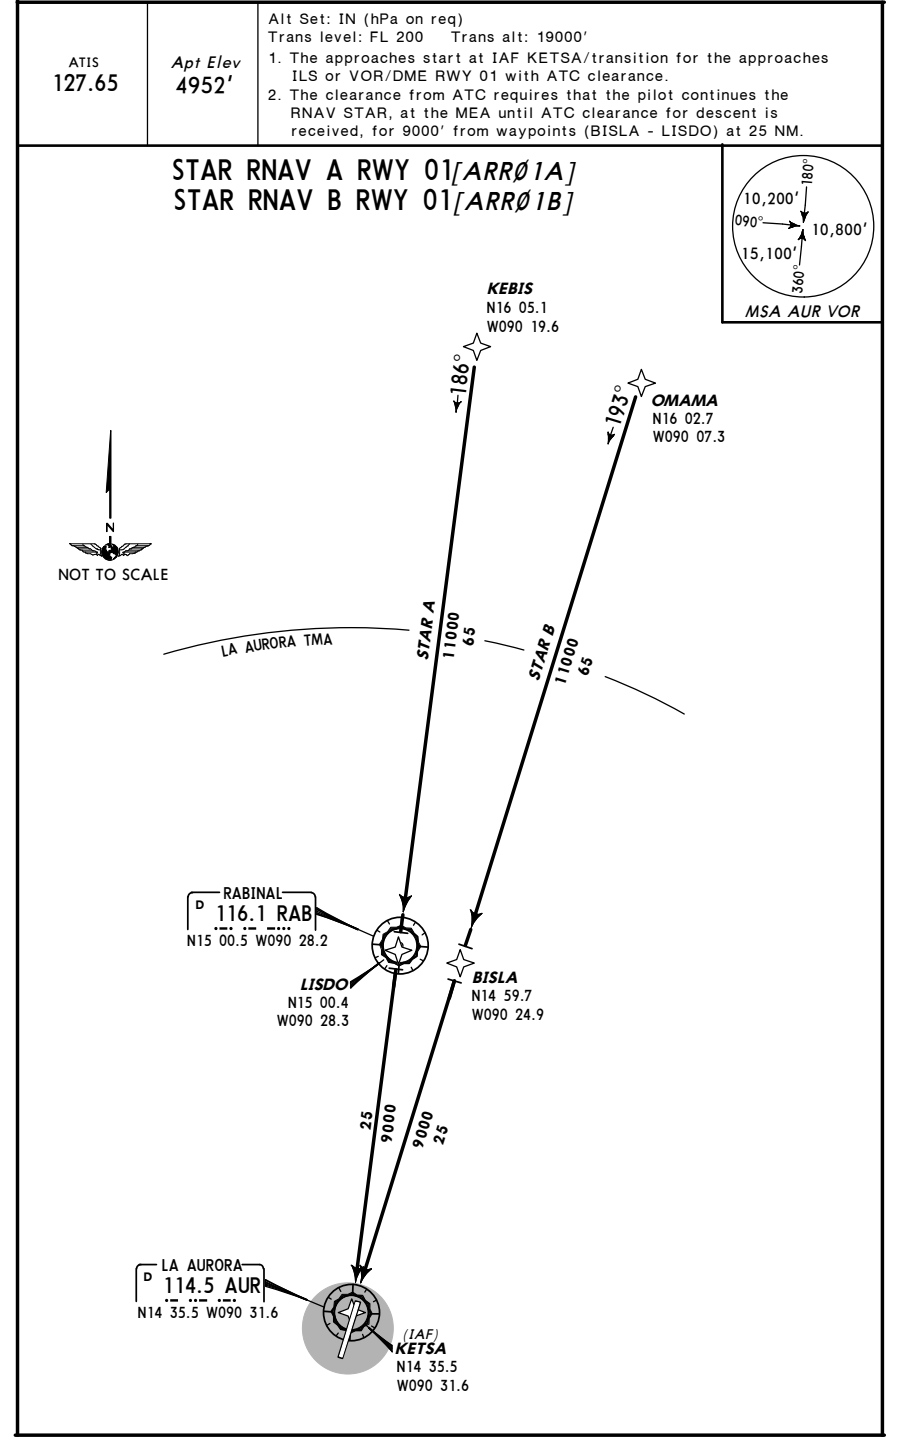 ATIS
127.65
Apt Elev
4952'
Alt Set: IN (hPa on req)
Trans level: FL 200 Trans alt: 19000'
1. The approaches start at IAF KETSA/transition for the approaches
ILS or VOR/DME RWY 01 with ATC clearance.
2. The clearance from ATC requires that the pilot continues the
RNAV STAR, at the MEA until ATC clearance for descent is
received, for 9000' from waypoints (BISLA - LISDO) at 25 NM.
STAR RNAV A RWY 01 [ARRØ1A]
STAR RNAV B RWY 01 [ARRØ1B]
180°
10,200'
090°
10,800'
15,100'
360°
MSA AUR VOR
KEBIS
N16 05.1
W090 19.6
186°
OMAMA
N16 02.7
W090 07.3
193°
N
NOT TO SCALE
LA AURORA TMA
STAR A
11000
65
STAR B
11000
65
RABINAL
D 116.1 RAB
N15 00.5 W090 28.2
LISDO
N15 00.4
W090 28.3
BISLA
N14 59.7
W090 24.9
25
9000
9000
25
LA AURORA
D 114.5 AUR
N14 35.5 W090 31.6
(IAF)
KETSA
N14 35.5
W090 31.6